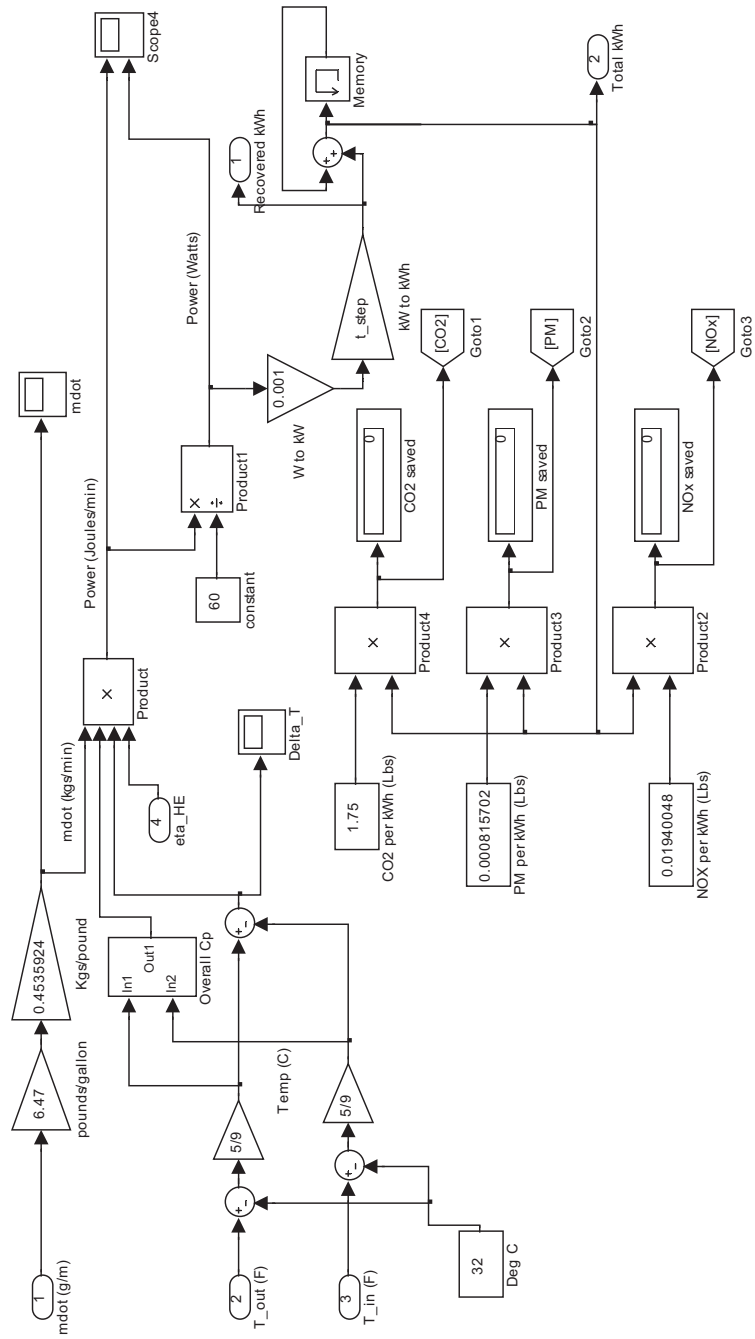 1
mdot (g/m)
6.47
pounds/gallon
0.4535924
Kgs/pound
mdot
mdot (kgs/min)
Power (Joules/min)
Scope4
×
Product
4
eta_HE
In1
In2
Out1
Overall Cp
60
constant
×
÷
Product1
Power (Watts)
2
T_out (F)
+
-
5/9
Temp (C)
+
-
Delta_T
3
T_in (F)
+
-
5/9
32
Deg C
0.001
W to kW
t_step
kW to kWh
1
Recovered kWh
+
+
Memory
2
Total kWh
1.75
CO2 per kWh (Lbs)
×
Product4
0
CO2 saved
[CO2]
Goto1
0.000815702
PM per kWh (Lbs)
×
Product3
0
PM saved
[PM]
Goto2
0.01940048
NOX per kWh (Lbs)
×
Product2
0
NOx saved
[NOx]
Goto3